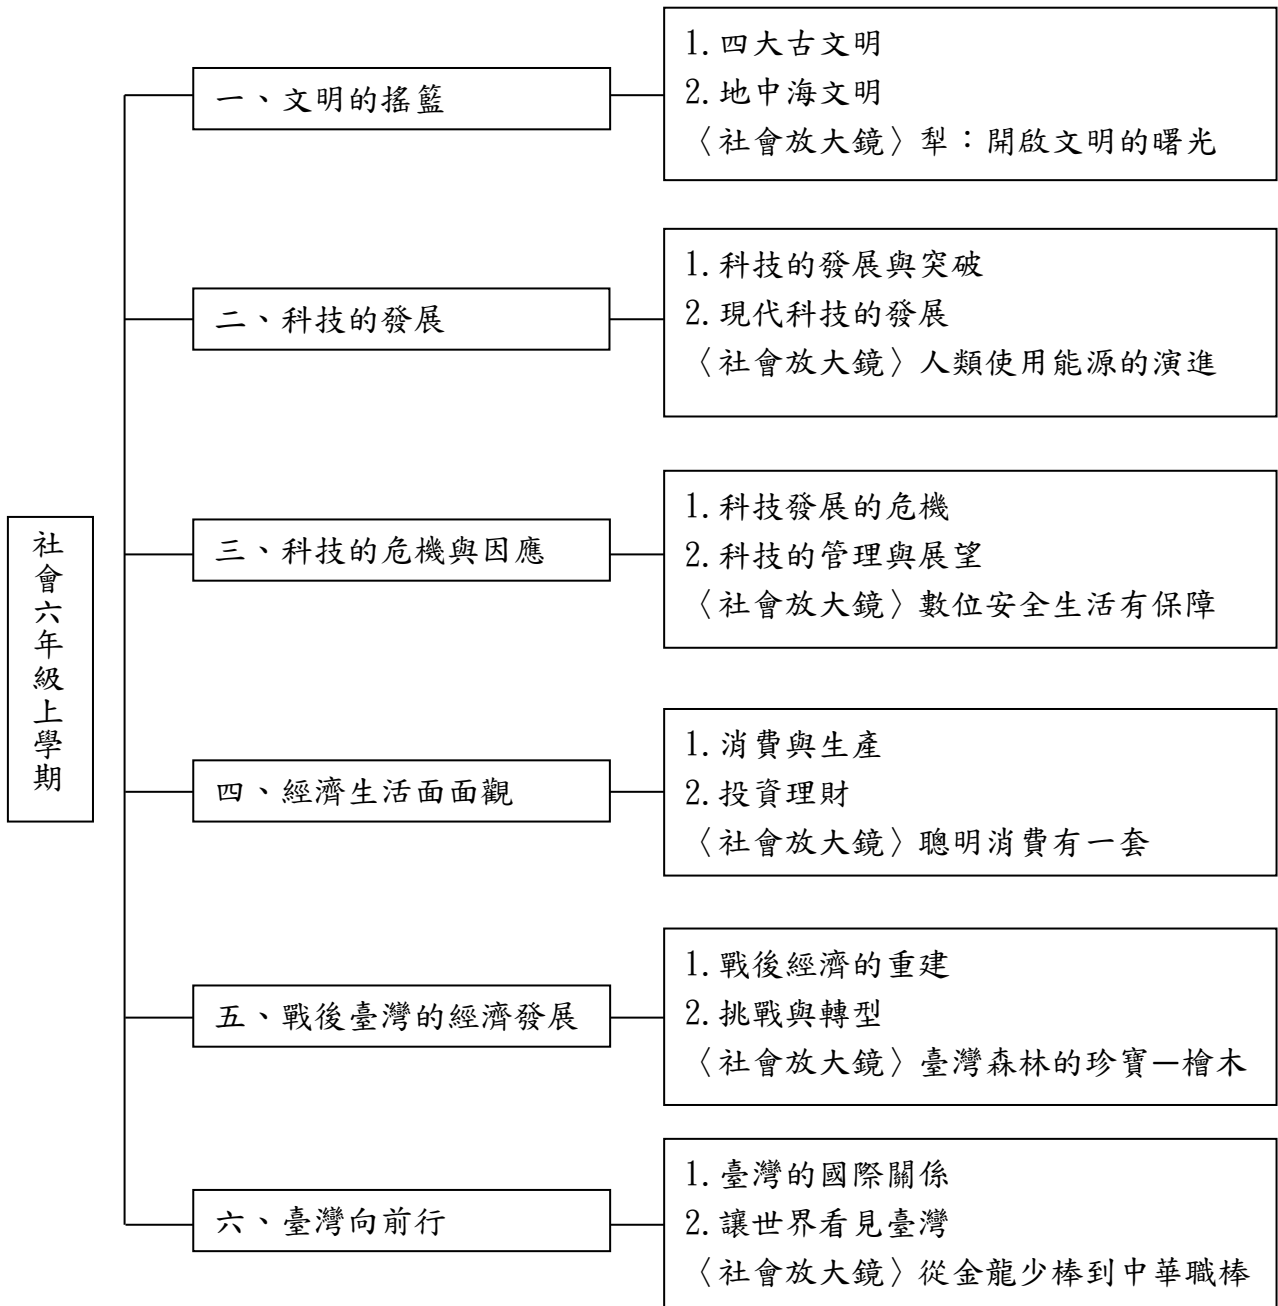 社會六年級上學期
一、文明的搖籃
1.四大古文明
2.地中海文明
〈社會放大鏡〉犁：開啟文明的曙光
二、科技的發展
1.科技的發展與突破
2.現代科技的發展
〈社會放大鏡〉人類使用能源的演進
三、科技的危機與因應
1.科技發展的危機
2.科技的管理與展望
〈社會放大鏡〉數位安全生活有保障
四、經濟生活面面觀
1.消費與生產
2.投資理財
〈社會放大鏡〉聰明消費有一套
五、戰後臺灣的經濟發展
1.戰後經濟的重建
2.挑戰與轉型
〈社會放大鏡〉臺灣森林的珍寶—檜木
六、臺灣向前行
1.臺灣的國際關係
2.讓世界看見臺灣
〈社會放大鏡〉從金龍少棒到中華職棒